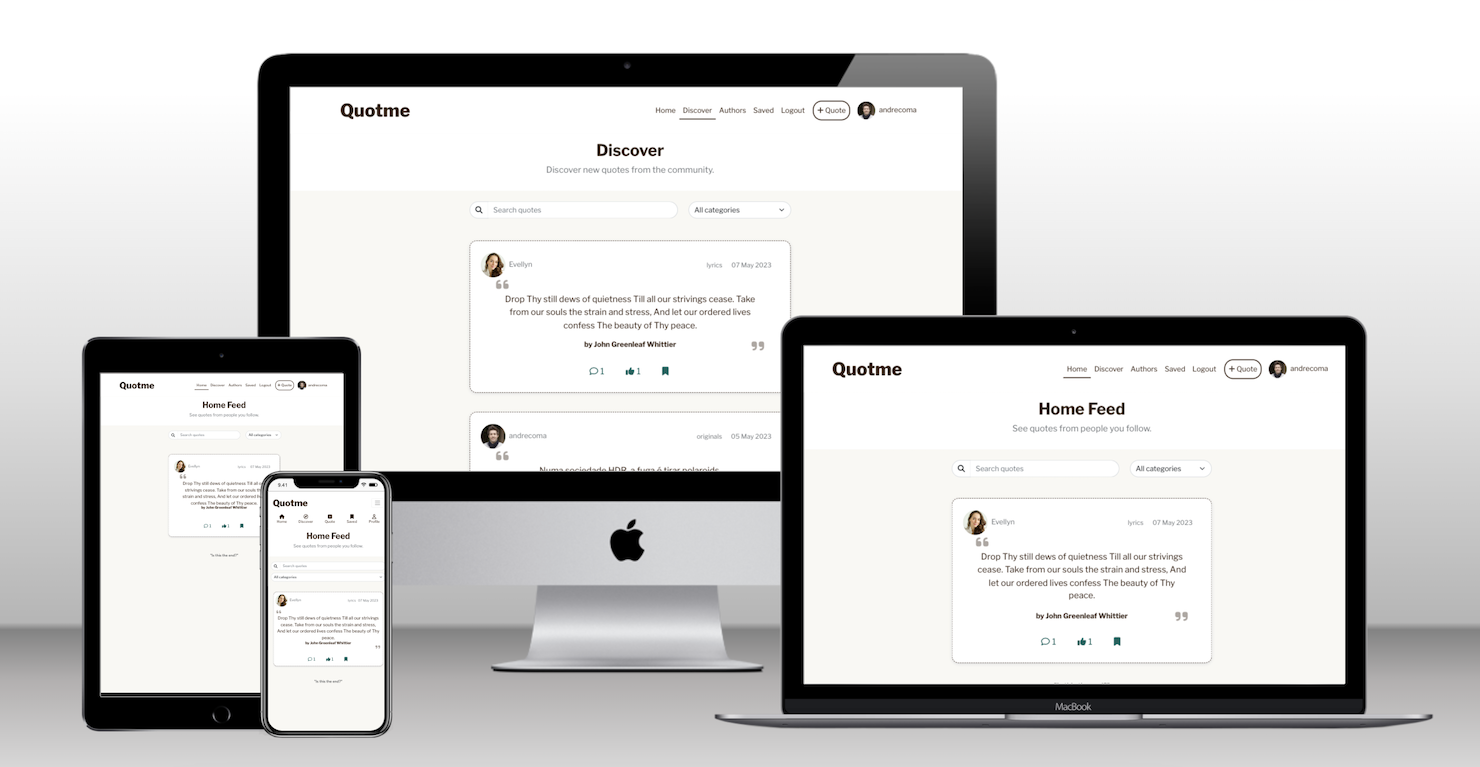 Quotme
Home Discover Authors Saved Logout + Quote andrecoma
Discover
Discover new quotes from the community.
Search quotes All categories
Evellyn lyrics 07 May 2023
Drop Thy still dews of quietness Till all our strivings cease. Take
from our souls the strain and stress, And let our ordered lives
confess The beauty of Thy peace.
by John Greenleaf Whittier
1 1
andrecoma originals 05 May 2023
Numa sociedade HDR, a fuga é tirar polaroids
Quotme
Home Discover Authors Saved Logout + Quote andrecoma
Home Feed
See quotes from people you follow.
Search quotes All categories
Evellyn lyrics 07 May 2023
Drop Thy still dews of quietness Till all our
strivings cease. Take from our souls the
strain and stress, And let our ordered lives
confess The beauty of Thy peace.
by John Greenleaf Whittier
1 1
"Is this the end?"
9:41
Quotme
Home Discover Quote Saved Profile
Home Feed
See quotes from people you follow.
Search quotes
All categories
Evellyn lyrics 07 May 2023
Drop Thy still dews of quietness Till all our strivings
cease. Take from our souls the strain and stress,
And let our ordered lives confess The beauty of Thy
peace.
by John Greenleaf Whittier
1 1
"Is this the end?"
Quotme
Home Discover Authors Saved Logout + Quote andrecoma
Home Feed
See quotes from people you follow.
Search quotes All categories
Evellyn lyrics 07 May 2023
Drop Thy still dews of quietness Till all our strivings
cease. Take from our souls the strain and stress, And
let our ordered lives confess The beauty of Thy
peace.
by John Greenleaf Whittier
1 1
MacBook